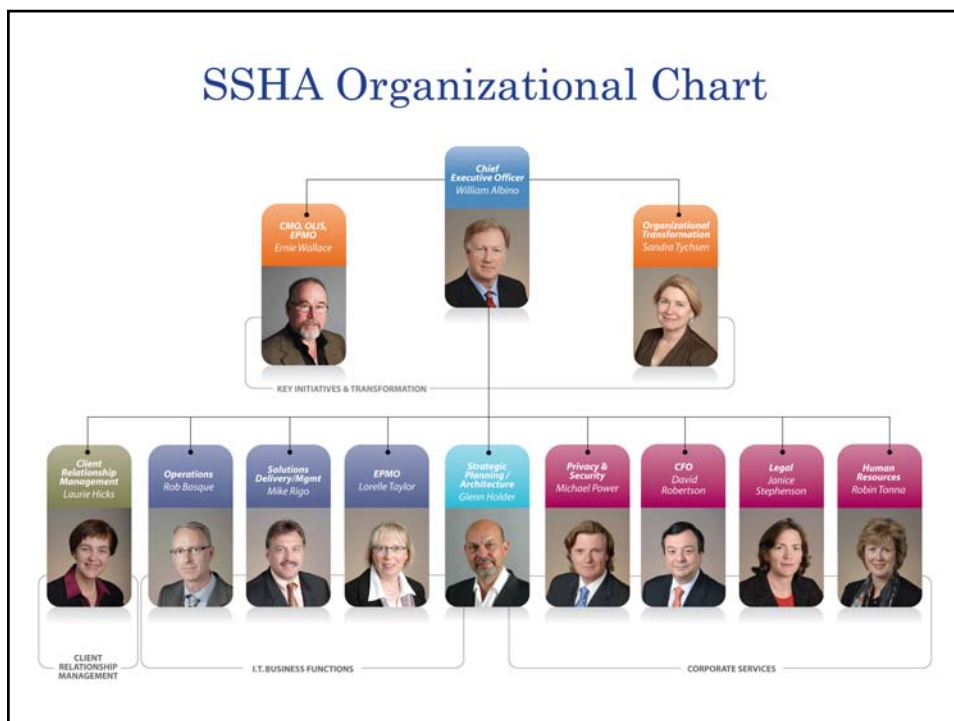 SSHA Organizational Chart
Chief
Executive Officer
William Albino
CMO, OLIS,
EPMO
Ernie Wallace
Organizational
Transformation
Sandra Tychsen
KEY INITIATIVES & TRANSFORMATION
Client
Relationship
Management
Laurie Hicks
Operations
Rob Basque
Solutions
Delivery/Mgmt
Mike Rigo
EPMO
Lorelle Taylor
Strategic
Planning /
Architecture
Glenn Holder
Privacy &
Security
Michael Power
CFO
David
Robertson
Legal
Janice
Stephenson
Human
Resources
Robin Tonna
CLIENT
RELATIONSHIP
MANAGEMENT
I.T. BUSINESS FUNCTIONS
CORPORATE SERVICES